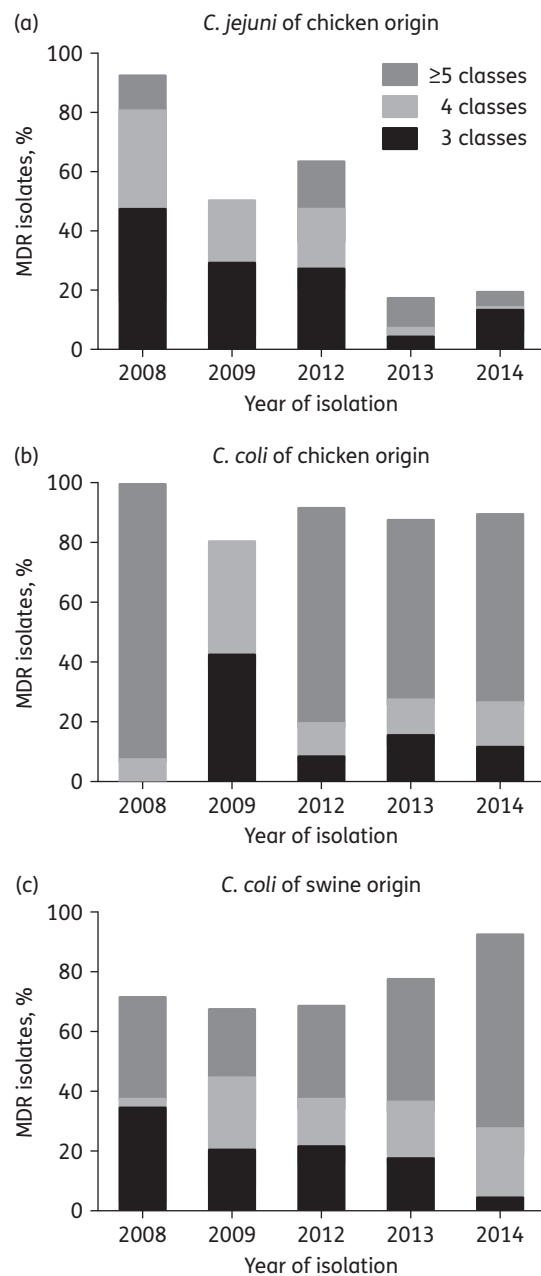 (a) C. jejuni of chicken origin
100
80
60
40
20
0
MDR isolates, %
≥5 classes
4 classes
3 classes
2008 2009 2012 2013 2014
Year of isolation
(b) C. coli of chicken origin
100
80
60
40
20
0
MDR isolates, %
2008 2009 2012 2013 2014
Year of isolation
(c) C. coli of swine origin
100
80
60
40
20
0
MDR isolates, %
2008 2009 2012 2013 2014
Year of isolation